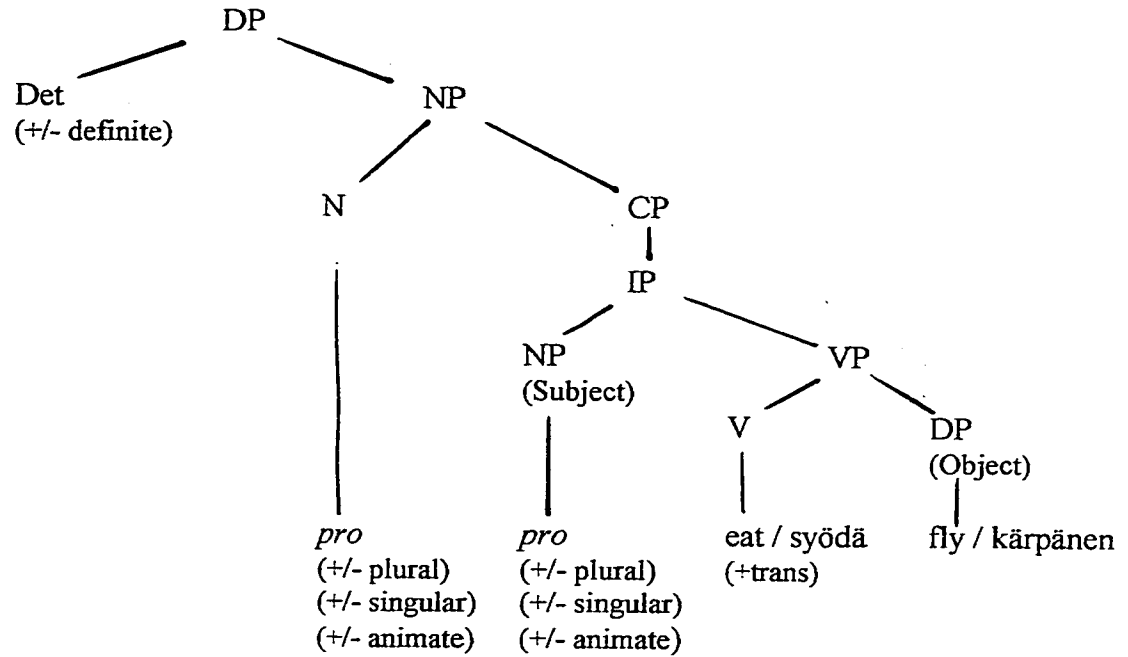 DP
Det
(+/- definite)
NP
N
CP
IP
NP
(Subject)
VP
V
DP
(Object)
pro
(+/- plural)
(+/- singular)
(+/- animate)
pro
(+/- plural)
(+/- singular)
(+/- animate)
eat / syödä
(+trans)
fly / kärpänen